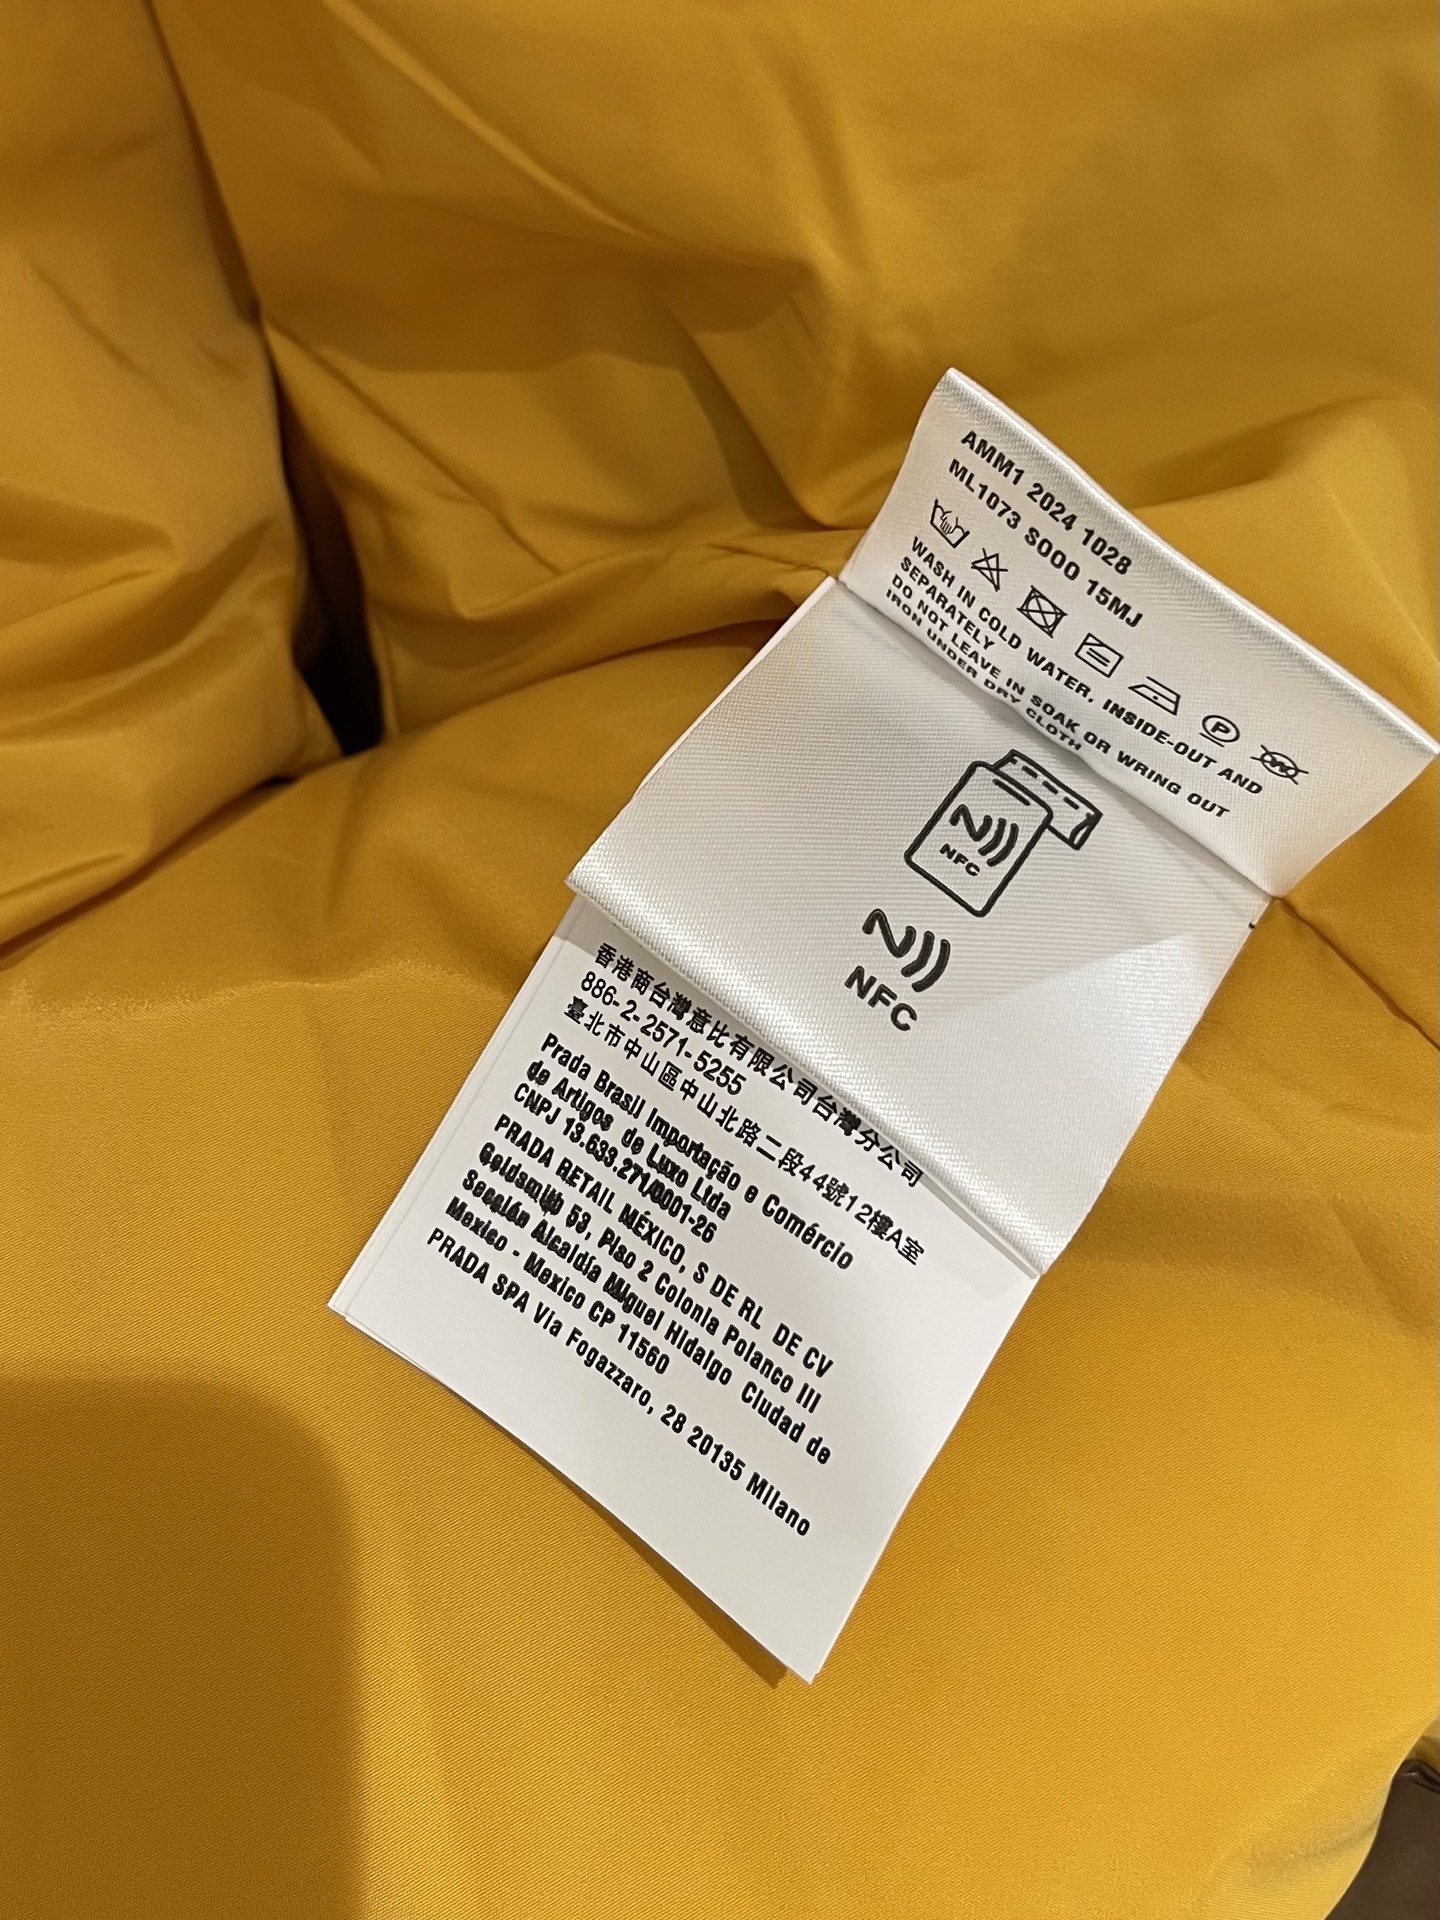 AMM1 2024 1028
ML1073 S000 15MJ
WASH IN COLD WATER, INSIDE-OUT AND
SEPARATELY
DO NOT LEAVE IN SOAK OR WRING OUT
IRON UNDER DRY CLOTH
NFC
NFC
香港商台灣意比有限公司台灣分公司
886-2-2571-5255
臺北市中山區中山北路二段44號12樓A室
Prada Brasil Importação e Comércio
de Artigos de Luxo Ltda
CNPJ 13.633.271/0001-26
PRADA RETAIL MÉXICO, S DE RL DE CV
Goldsmith 53, Piso 2 Colonia Polanco III
Sección Alcaldía Miguel Hidalgo Ciudad de
Mexico - Mexico CP 11560
PRADA SPA Via Fogazzaro, 28 20135 Milano